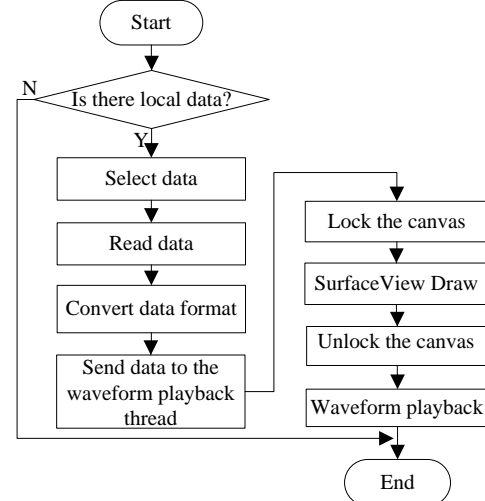 Start
N
Is there local data?
Y
Select data
Read data
Convert data format
Send data to the
waveform playback
thread
Lock the canvas
SurfaceView Draw
Unlock the canvas
Waveform playback
End